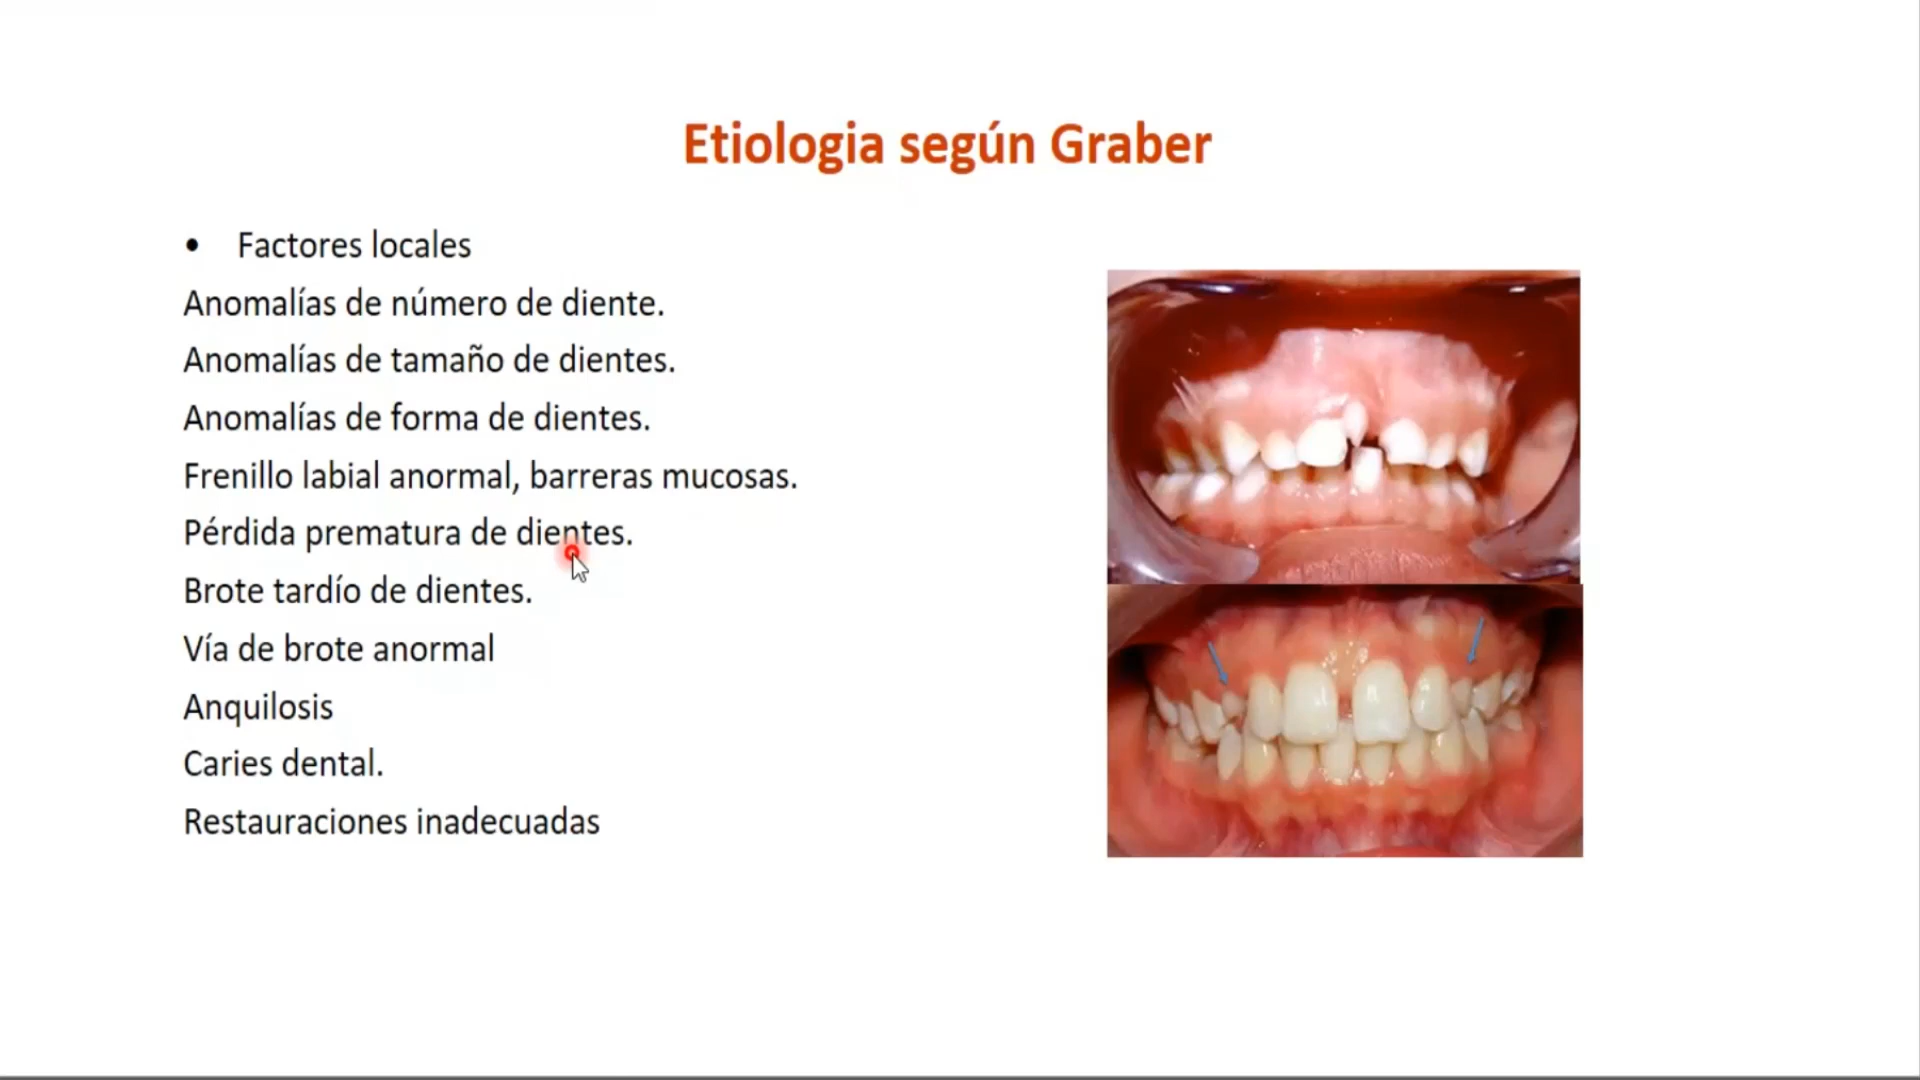 Etiologia según Graber
• Factores locales
Anomalías de número de diente.
Anomalías de tamaño de dientes.
Anomalías de forma de dientes.
Frenillo labial anormal, barreras mucosas.
Pérdida prematura de dientes.
Brote tardío de dientes.
Vía de brote anormal
Anquilosis
Caries dental.
Restauraciones inadecuadas